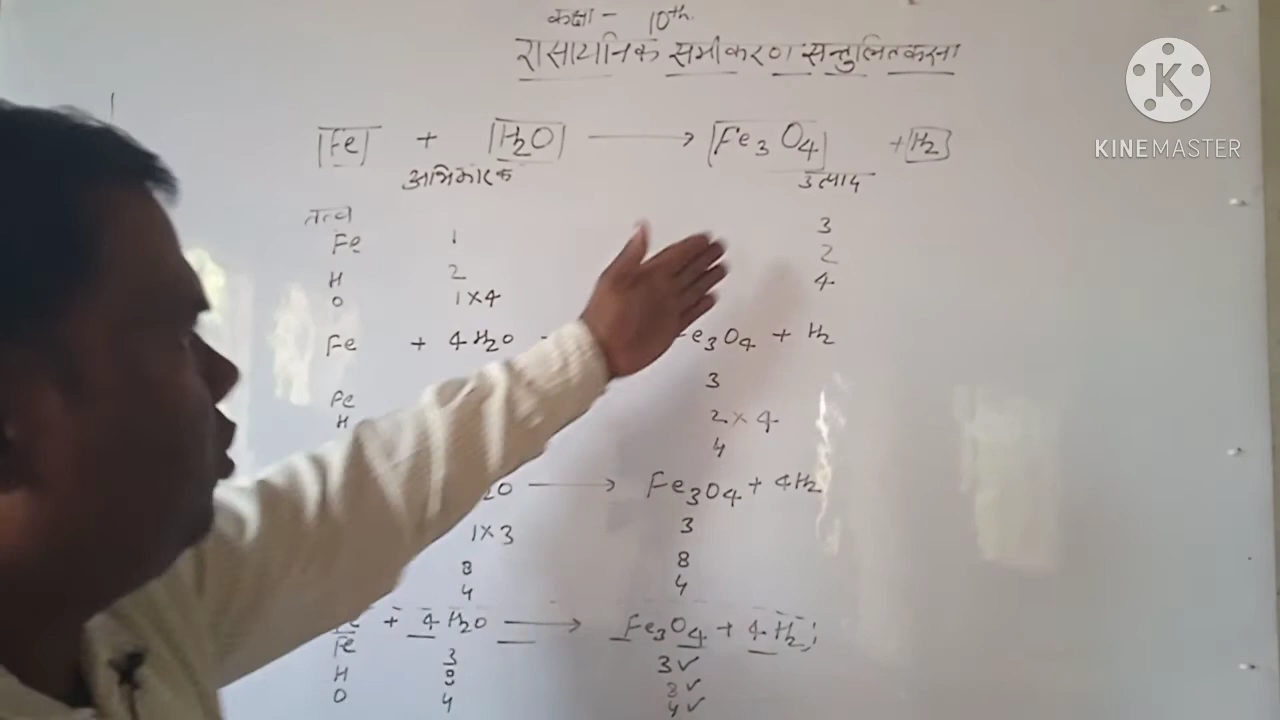 कक्षा - 10th.
रासायनिक समीकरण सन्तुलित करना
K
KINEMASTER
Fe + H₂O ⟶ Fe₃O₄ + H₂
अभिकारक उत्पाद
तत्व
Fe 1 3
H 2 2
O 1×4 4
Fe + 4H₂O Fe₃O₄ + H₂
Fe 3
H 2×4
4
₂O ⟶ Fe₃O₄ + 4H₂
1×3 3
8 8
4 4
+ 4H₂O ⟶ Fe₃O₄ + 4H₂;
Fe 3 3✓
H 8 8✓
O 4 4✓